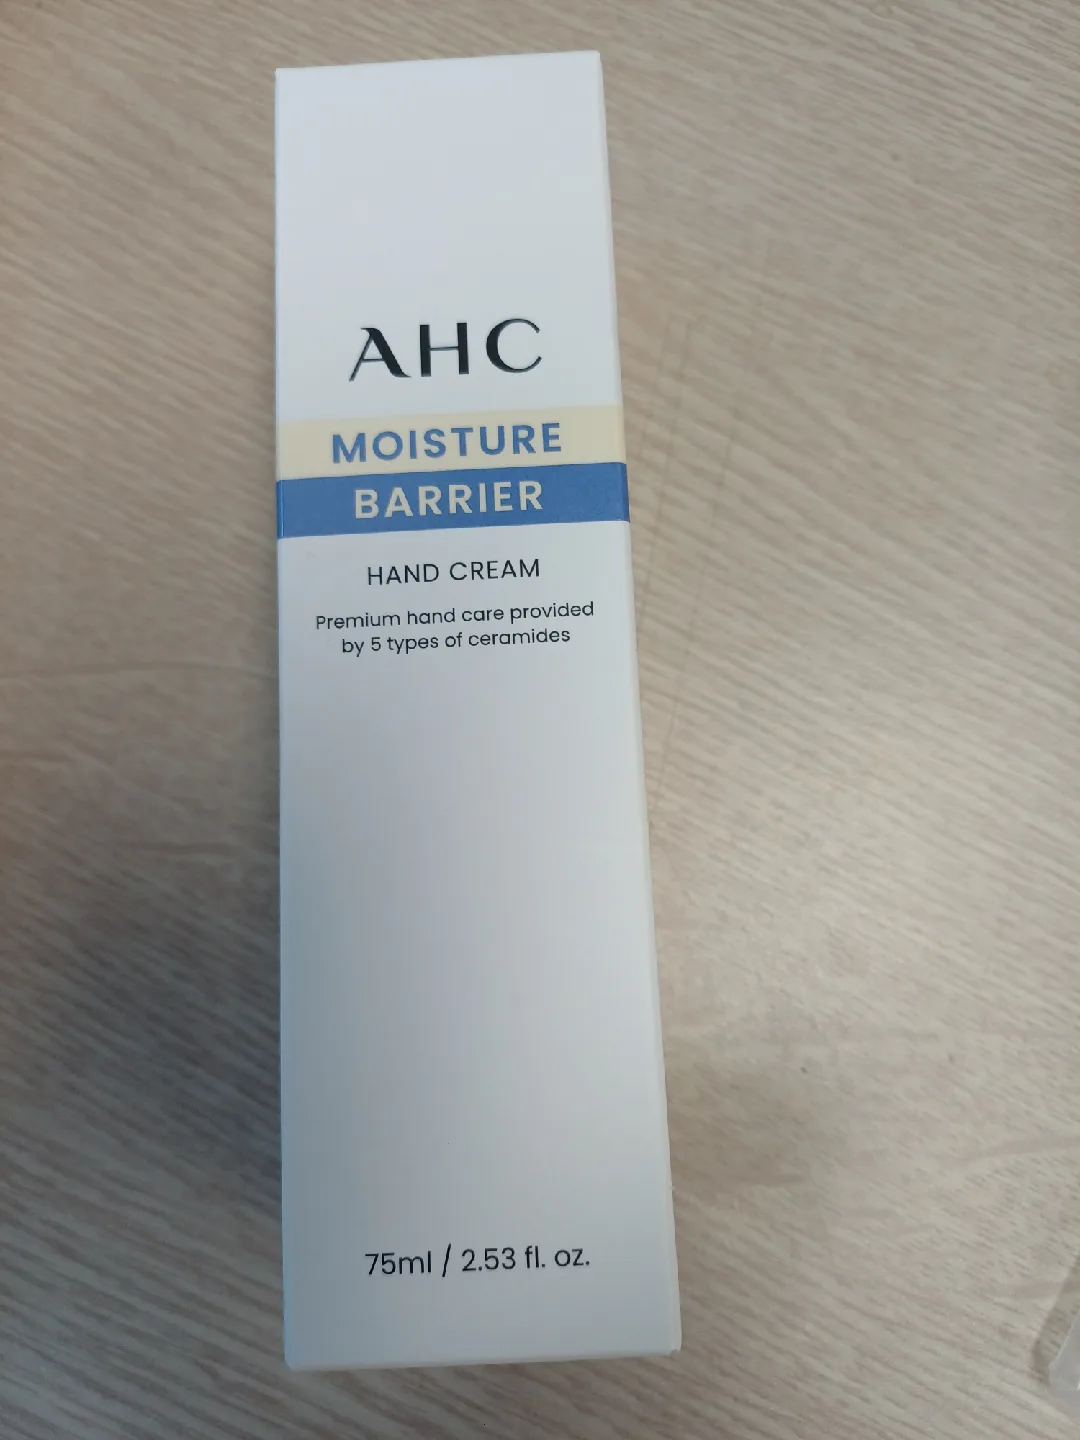 AHC
MOISTURE
BARRIER
HAND CREAM
Premium hand care provided
by 5 types of ceramides
75ml / 2.53 fl. oz.